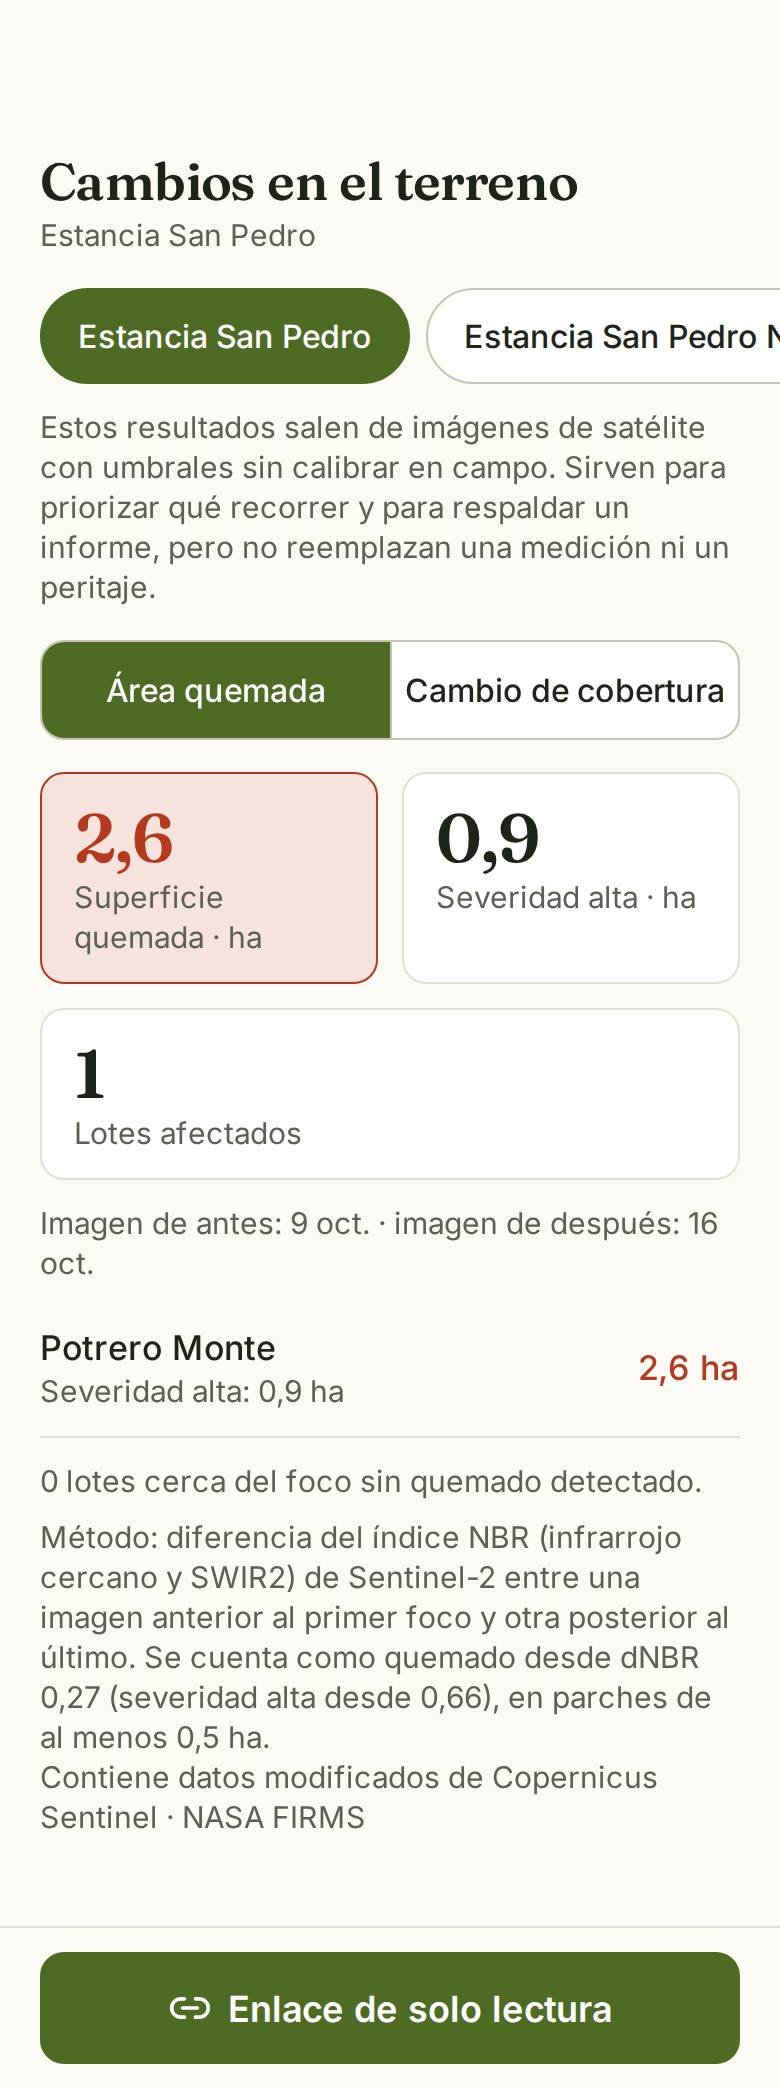 Cambios en el terreno
Estancia San Pedro
Estancia San Pedro
Estancia San Pedro N
Estos resultados salen de imágenes de satélite
con umbrales sin calibrar en campo. Sirven para
priorizar qué recorrer y para respaldar un
informe, pero no reemplazan una medición ni un
peritaje.
Área quemada
Cambio de cobertura
2,6
Superficie
quemada · ha
0,9
Severidad alta · ha
1
Lotes afectados
Imagen de antes: 9 oct. · imagen de después: 16
oct.
Potrero Monte
Severidad alta: 0,9 ha
2,6 ha
0 lotes cerca del foco sin quemado detectado.
Método: diferencia del índice NBR (infrarrojo
cercano y SWIR2) de Sentinel-2 entre una
imagen anterior al primer foco y otra posterior al
último. Se cuenta como quemado desde dNBR
0,27 (severidad alta desde 0,66), en parches de
al menos 0,5 ha.
Contiene datos modificados de Copernicus
Sentinel · NASA FIRMS
Enlace de solo lectura